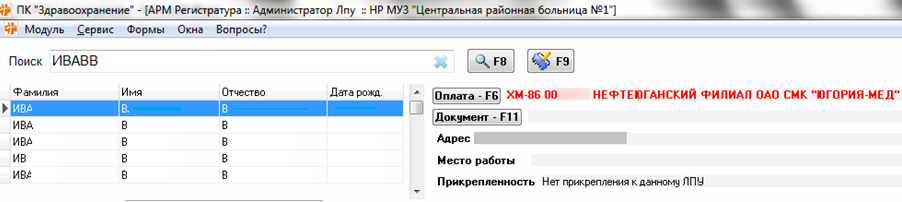 ПК "Здравоохранение" - [АРМ Регистратура :: Администратор Лпу :: НР МУЗ "Центральная районная больница №1"]
Модуль Сервис Формы Окна Вопросы?
Поиск ИВАВВ F8 F9
Фамилия Имя Отчество Дата рожд.
ИВА В. В
ИВА В В
ИВА В В
ИВ В В
ИВА В В
Оплата - F6 ХМ-86 00 НЕФТЕЮГАНСКИЙ ФИЛИАЛ ОАО СМК "ЮГОРИЯ-МЕД"
Документ - F11
Адрес
Место работы
Прикрепленность Нет прикрепления к данному ЛПУ